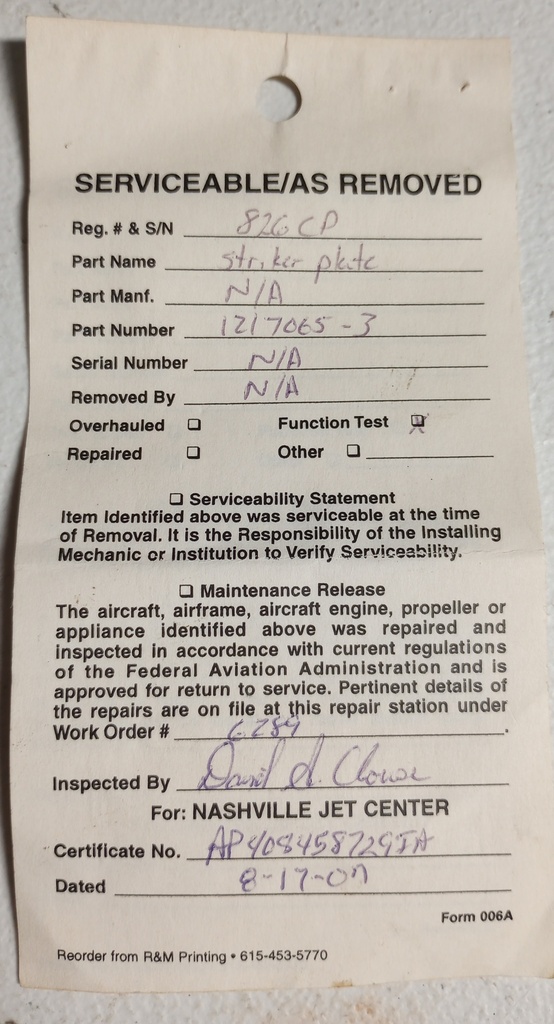 SERVICEABLE/AS REMOVED
Reg. # & S/N 826CP
Part Name striker plate
Part Manf. N/A
Part Number 1217065-3
Serial Number N/A
Removed By N/A
Overhauled ☐ Function Test ☒
Repaired ☐ Other ☐
☐ Serviceability Statement
Item Identified above was serviceable at the time
of Removal. It is the Responsibility of the Installing
Mechanic or Institution to Verify Serviceability.
☐ Maintenance Release
The aircraft, airframe, aircraft engine, propeller or
appliance identified above was repaired and
inspected in accordance with current regulations
of the Federal Aviation Administration and is
approved for return to service. Pertinent details of
the repairs are on file at this repair station under
Work Order # 6289.
Inspected By David A. Clouse
For: NASHVILLE JET CENTER
Certificate No. AP408458729IA
Dated 8-17-07
Form 006A
Reorder from R&M Printing • 615-453-5770